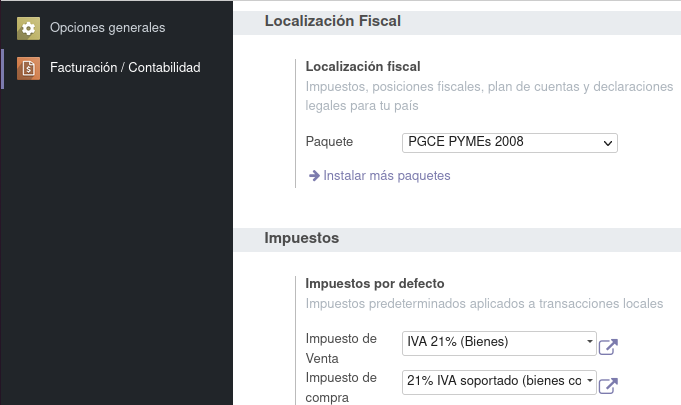 Opciones generales
Facturación / Contabilidad
Localización Fiscal
Localización fiscal
Impuestos, posiciones fiscales, plan de cuentas y declaraciones
legales para tu país
Paquete
PGCE PYMEs 2008
Instalar más paquetes
Impuestos
Impuestos por defecto
Impuestos predeterminados aplicados a transacciones locales
Impuesto de
Venta
IVA 21% (Bienes)
Impuesto de
compra
21% IVA soportado (bienes co